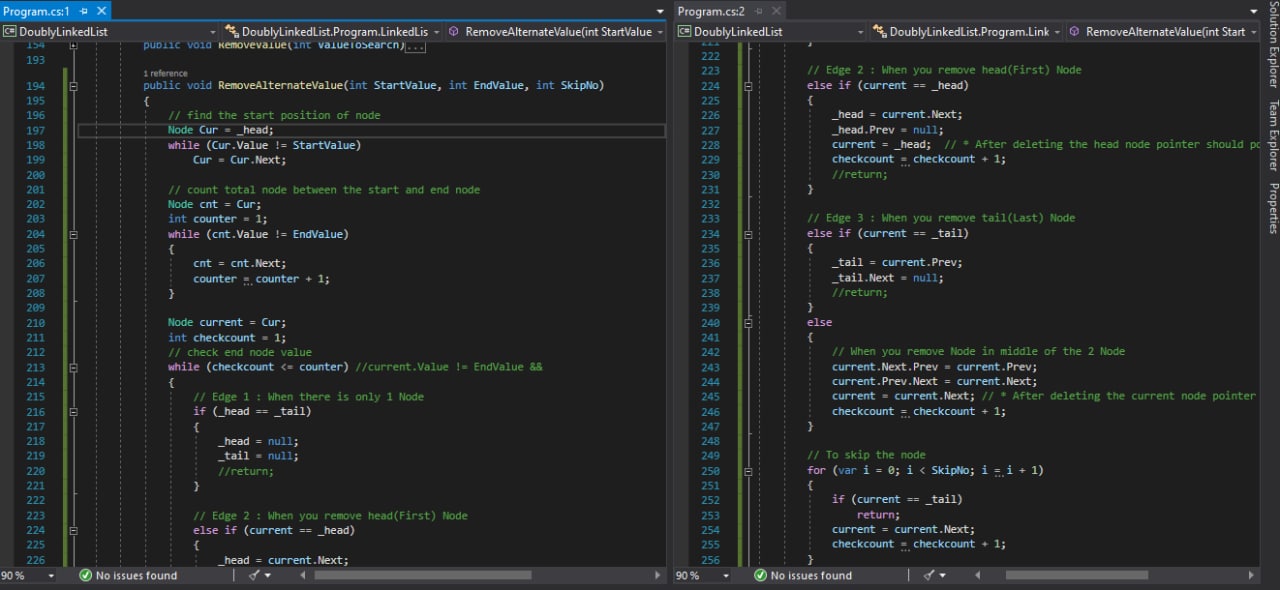 Program.cs:1
DoublyLinkedList
DoublyLinkedList.Program.LinkedLis
RemoveAlternateValue(int StartValue
154 public void RemoveValue(int ValueToSearch)...
193
1 reference
194 public void RemoveAlternateValue(int StartValue, int EndValue, int SkipNo)
195 {
196 // find the start position of node
197 Node Cur = _head;
198 while (Cur.Value != StartValue)
199 Cur = Cur.Next;
200
201 // count total node between the start and end node
202 Node cnt = Cur;
203 int counter = 1;
204 while (cnt.Value != EndValue)
205 {
206 cnt = cnt.Next;
207 counter = counter + 1;
208 }
209
210 Node current = Cur;
211 int checkcount = 1;
212 // check end node value
213 while (checkcount <= counter) //current.Value != EndValue &&
214 {
215 // Edge 1 : When there is only 1 Node
216 if (_head == _tail)
217 {
218 _head = null;
219 _tail = null;
220 //return;
221 }
222
223 // Edge 2 : When you remove head(First) Node
224 else if (current == _head)
225 {
226 _head = current.Next;
90 %
No issues found
Program.cs:2
DoublyLinkedList
DoublyLinkedList.Program.Link
RemoveAlternateValue(int Start
221 }
222
223 // Edge 2 : When you remove head(First) Node
224 else if (current == _head)
225 {
226 _head = current.Next;
227 _head.Prev = null;
228 current = _head; // * After deleting the head node pointer should po
229 checkcount = checkcount + 1;
230 //return;
231 }
232
233 // Edge 3 : When you remove tail(Last) Node
234 else if (current == _tail)
235 {
236 _tail = current.Prev;
237 _tail.Next = null;
238 //return;
239 }
240 else
241 {
242 // When you remove Node in middle of the 2 Node
243 current.Next.Prev = current.Prev;
244 current.Prev.Next = current.Next;
245 current = current.Next; // * After deleting the current node pointer
246 checkcount = checkcount + 1;
247 }
248
249 // To skip the node
250 for (var i = 0; i < SkipNo; i = i + 1)
251 {
252 if (current == _tail)
253 return;
254 current = current.Next;
255 checkcount = checkcount + 1;
256 }
90 %
No issues found
Solution Explorer
Team Explorer
Properties